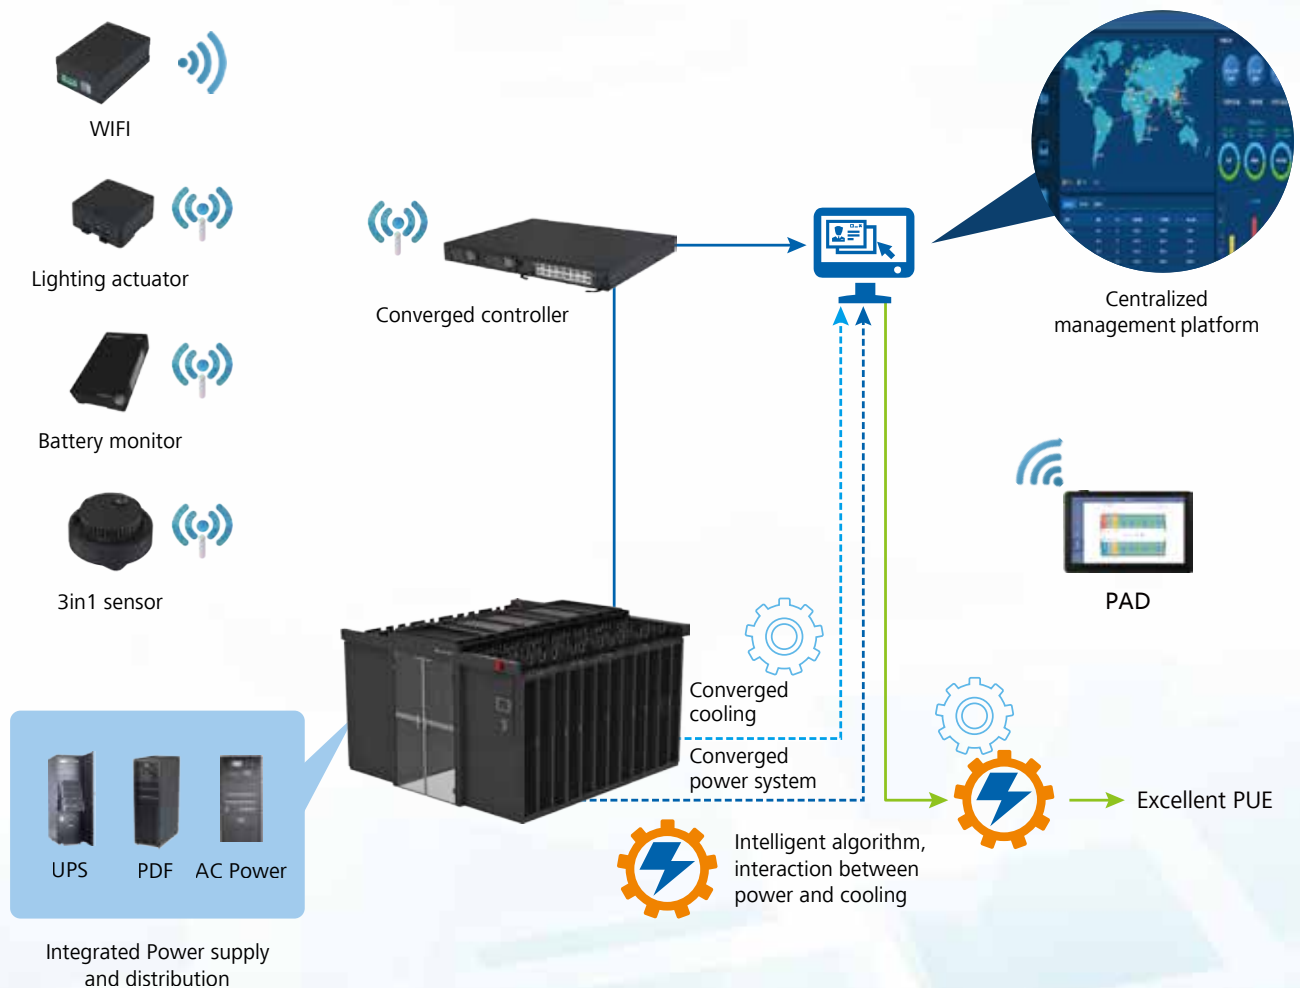 WIFI
Lighting actuator
Battery monitor
3in1 sensor
Converged controller
Centralized
management platform
PAD
Converged
cooling
Converged
power system
Excellent PUE
Intelligent algorithm,
interaction between
power and cooling
UPS
PDF
AC Power
Integrated Power supply
and distribution